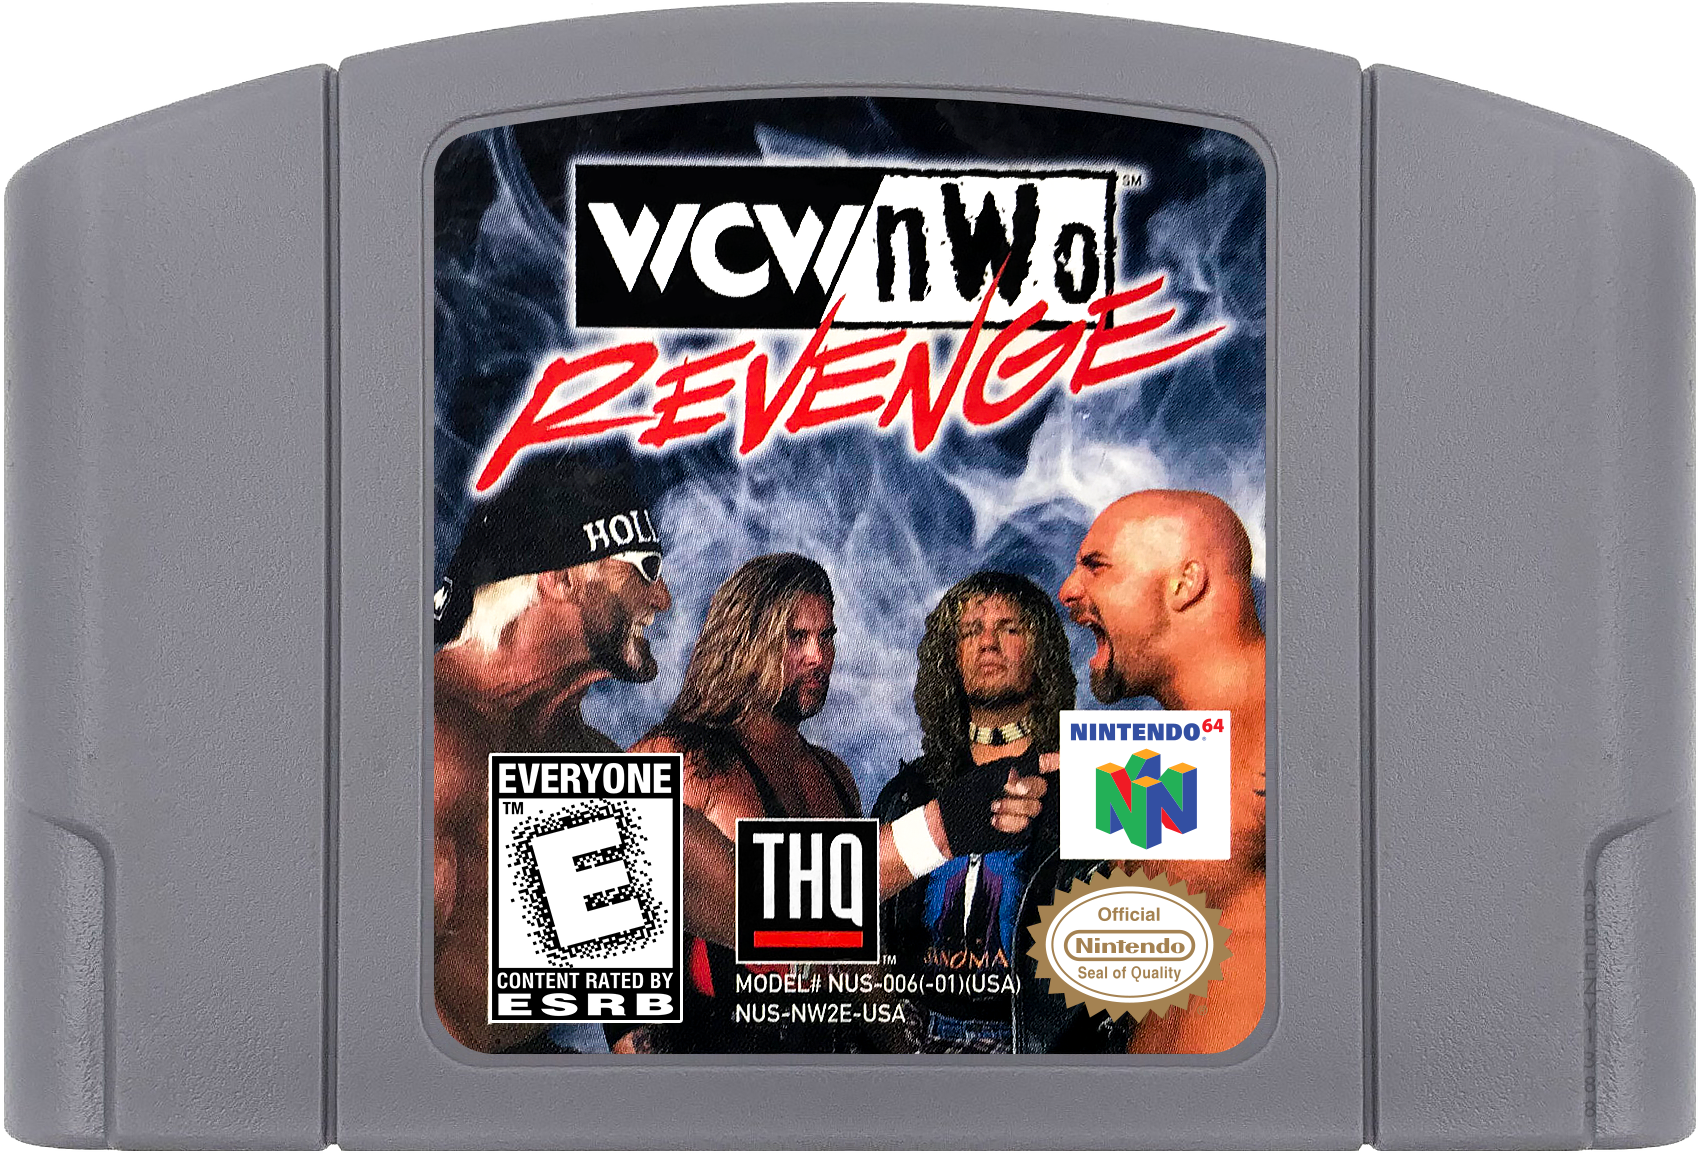 WCW/nWo
SM
REVENGE
HOLL
NINTENDO64
EVERYONE
TM
E
CONTENT RATED BY
ESRB
THQ
TM
MODEL# NUS-006(-01)(USA)
NUS-NW2E-USA
Official
Nintendo
Seal of Quality